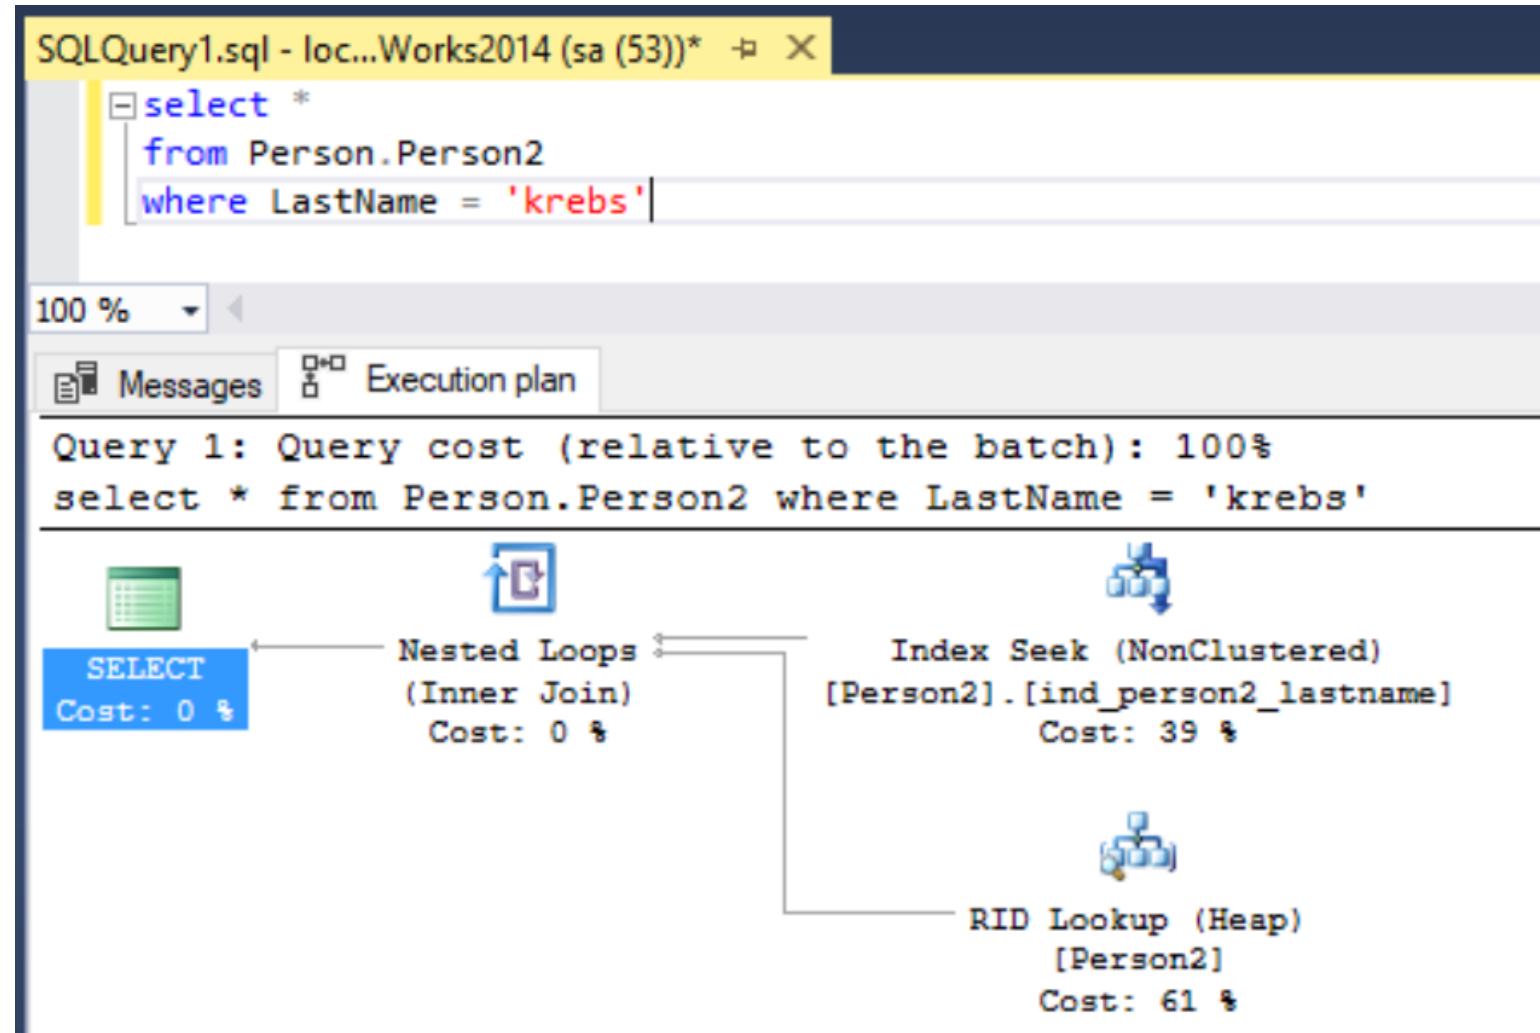 SQLQuery1.sql - loc...Works2014 (sa (53))*
select *
from Person.Person2
where LastName = 'krebs'
100 %
Messages
Execution plan
Query 1: Query cost (relative to the batch): 100%
select * from Person.Person2 where LastName = 'krebs'
SELECT
Cost: 0 %
Nested Loops
(Inner Join)
Cost: 0 %
Index Seek (NonClustered)
[Person2].[ind_person2_lastname]
Cost: 39 %
RID Lookup (Heap)
[Person2]
Cost: 61 %